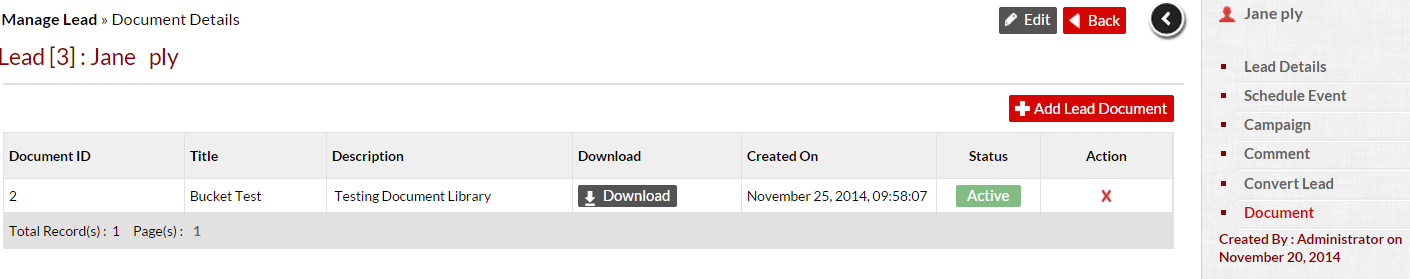 Manage Lead » Document Details
Edit
Back
Lead [3] : Jane ply
Add Lead Document
Document ID Title Description Download Created On Status Action
2 Bucket Test Testing Document Library Download November 25, 2014, 09:58:07 Active X
Total Record(s) : 1 Page(s) : 1
Jane ply
Lead Details
Schedule Event
Campaign
Comment
Convert Lead
Document
Created By : Administrator on
November 20, 2014